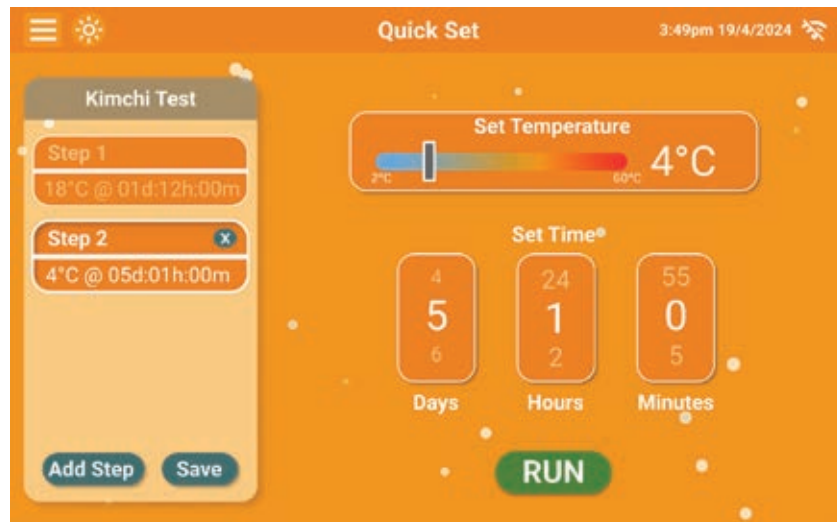 Quick Set
3:49pm 19/4/2024
Kimchi Test
Step 1
18°C @ 01d:12h:00m
Step 2 X
4°C @ 05d:01h:00m
Add Step Save
Set Temperature
2°C 60°C 4°C
Set Time
4 24 55
5 1 0
6 2 5
Days Hours Minutes
RUN